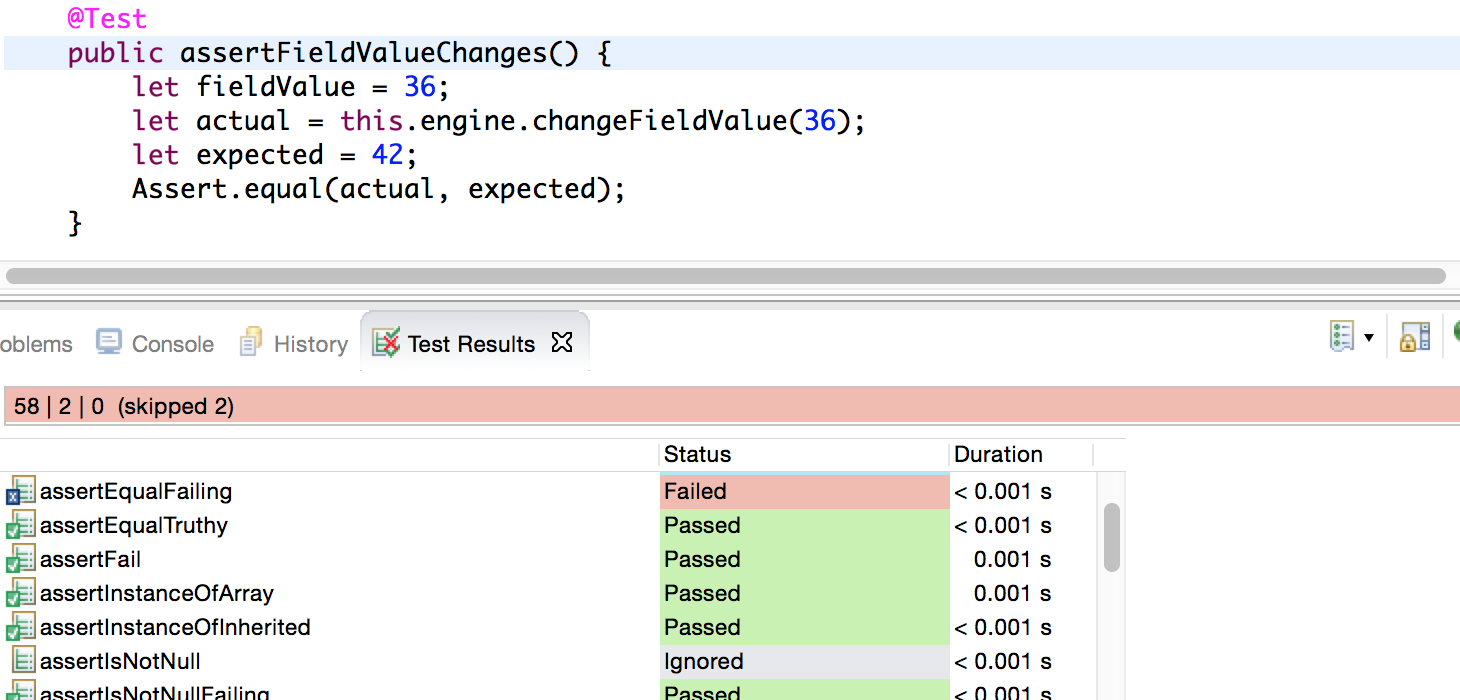 @Test
public assertFieldValueChanges() {
let fieldValue = 36;
let actual = this.engine.changeFieldValue(36);
let expected = 42;
Assert.equal(actual, expected);
}
oblems Console History Test Results
58 | 2 | 0 (skipped 2)
Status Duration
assertEqualFailing Failed < 0.001 s
assertEqualTruthy Passed < 0.001 s
assertFail Passed 0.001 s
assertInstanceOfArray Passed 0.001 s
assertInstanceOfInherited Passed < 0.001 s
assertIsNotNull Ignored < 0.001 s
assertIsNotNullFailing Passed < 0.001 s